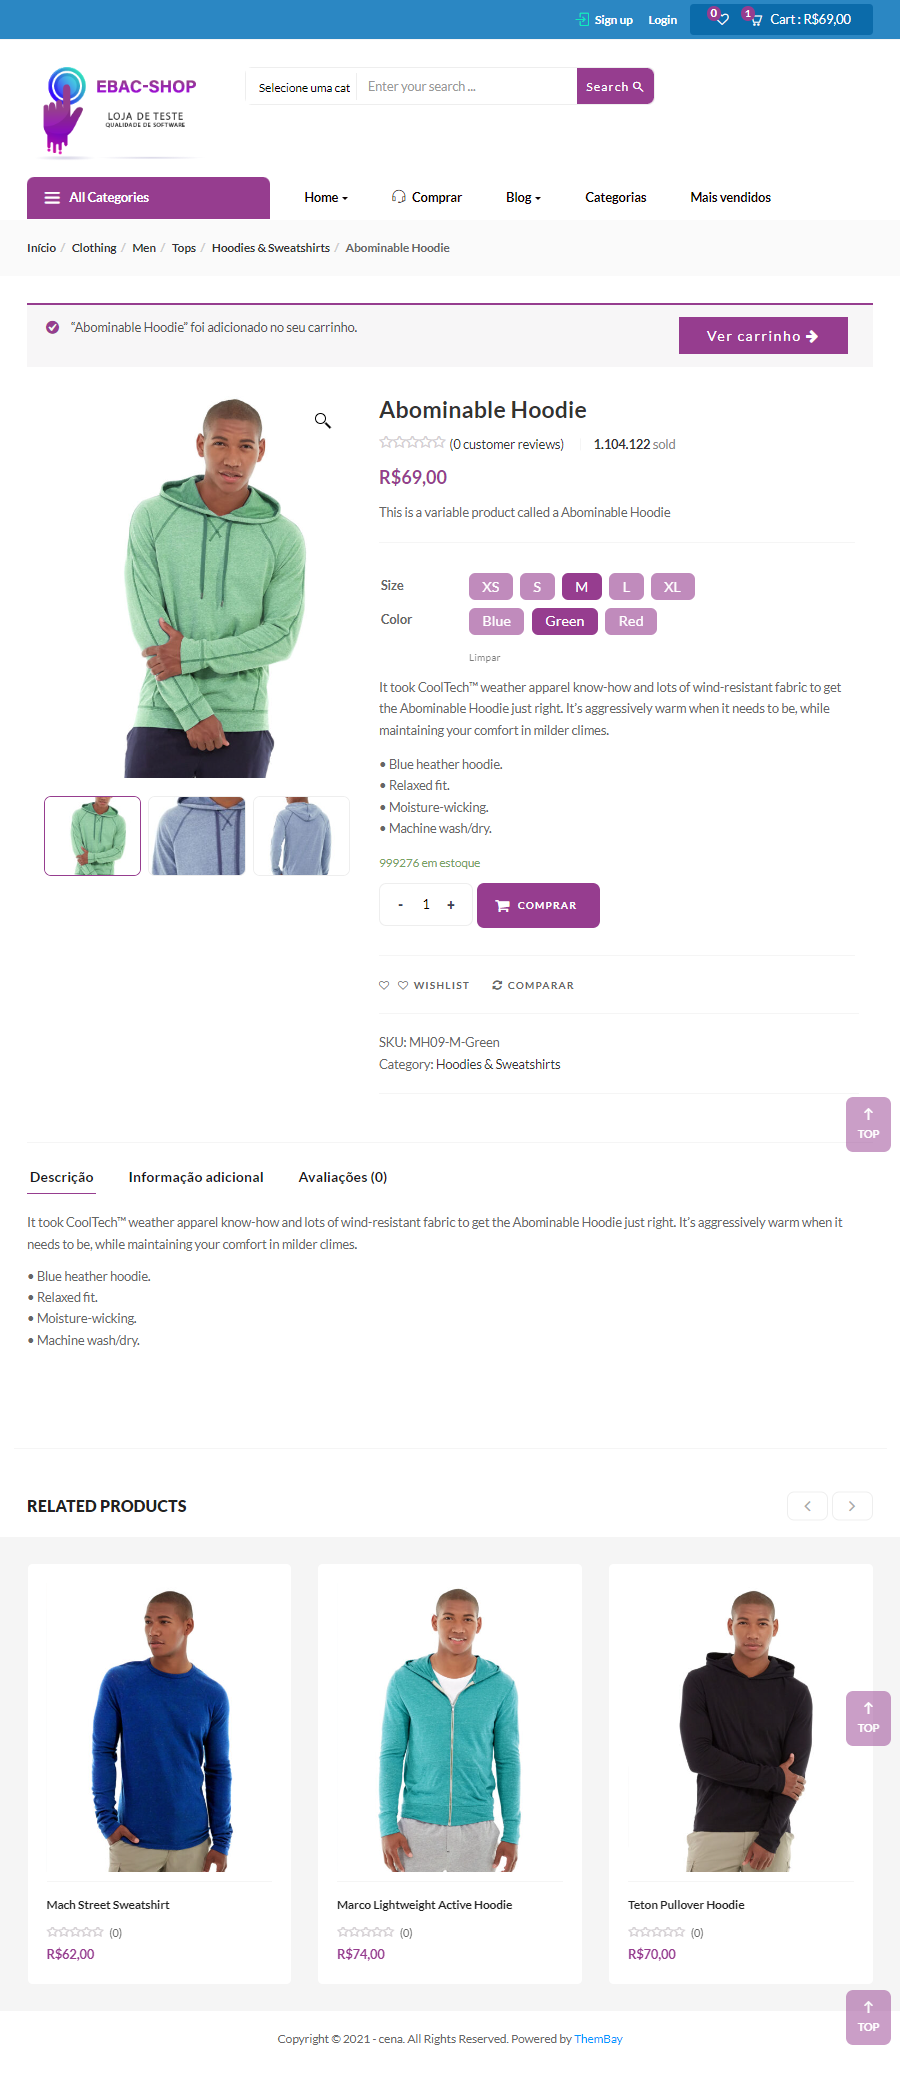 Sign up Login 0 1 Cart : R$69,00
EBAC-SHOP
LOJA DE TESTE
QUALIDADE DE SOFTWARE
Selecione uma cat Enter your search ... Search
All Categories Home Comprar Blog Categorias Mais vendidos
Início / Clothing / Men / Tops / Hoodies & Sweatshirts / Abominable Hoodie
“Abominable Hoodie” foi adicionado no seu carrinho. Ver carrinho
Abominable Hoodie
(0 customer reviews) 1.104.122 sold
R$69,00
This is a variable product called a Abominable Hoodie
Size XS S M L XL
Color Blue Green Red
Limpar
It took CoolTech™ weather apparel know-how and lots of wind-resistant fabric to get
the Abominable Hoodie just right. It’s aggressively warm when it needs to be, while
maintaining your comfort in milder climes.
• Blue heather hoodie.
• Relaxed fit.
• Moisture-wicking.
• Machine wash/dry.
999276 em estoque
- 1 + COMPRAR
WISHLIST COMPARAR
SKU: MH09-M-Green
Category: Hoodies & Sweatshirts
TOP
Descrição Informação adicional Avaliações (0)
It took CoolTech™ weather apparel know-how and lots of wind-resistant fabric to get the Abominable Hoodie just right. It’s aggressively warm when it
needs to be, while maintaining your comfort in milder climes.
• Blue heather hoodie.
• Relaxed fit.
• Moisture-wicking.
• Machine wash/dry.
RELATED PRODUCTS
TOP
Mach Street Sweatshirt Marco Lightweight Active Hoodie Teton Pullover Hoodie
(0) (0) (0)
R$62,00 R$74,00 R$70,00
TOP
Copyright © 2021 - cena. All Rights Reserved. Powered by ThemBay